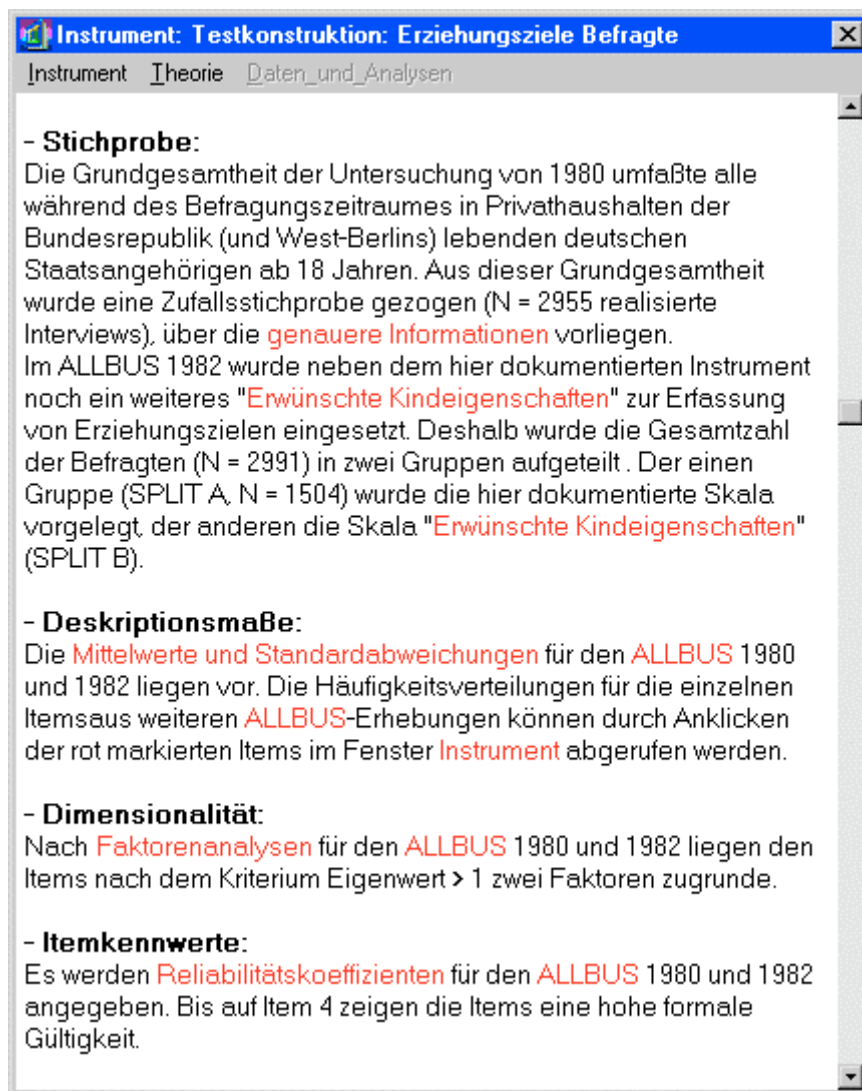 Instrument: Testkonstruktion: Erziehungsziele Befragte
Instrument Theorie Daten_und_Analysen
- Stichprobe:
Die Grundgesamtheit der Untersuchung von 1980 umfaßte alle
während des Befragungszeitraumes in Privathaushalten der
Bundesrepublik (und West-Berlins) lebenden deutschen
Staatsangehörigen ab 18 Jahren. Aus dieser Grundgesamtheit
wurde eine Zufallsstichprobe gezogen (N = 2955 realisierte
Interviews), über die genauere Informationen vorliegen.
Im ALLBUS 1982 wurde neben dem hier dokumentierten Instrument
noch ein weiteres "Erwünschte Kindeigenschaften" zur Erfassung
von Erziehungszielen eingesetzt. Deshalb wurde die Gesamtzahl
der Befragten (N = 2991) in zwei Gruppen aufgeteilt . Der einen
Gruppe (SPLIT A, N = 1504) wurde die hier dokumentierte Skala
vorgelegt, der anderen die Skala "Erwünschte Kindeigenschaften"
(SPLIT B).
- Deskriptionsmaße:
Die Mittelwerte und Standardabweichungen für den ALLBUS 1980
und 1982 liegen vor. Die Häufigkeitsverteilungen für die einzelnen
Itemsaus weiteren ALLBUS-Erhebungen können durch Anklicken
der rot markierten Items im Fenster Instrument abgerufen werden.
- Dimensionalität:
Nach Faktorenanalysen für den ALLBUS 1980 und 1982 liegen den
Items nach dem Kriterium Eigenwert > 1 zwei Faktoren zugrunde.
- Itemkennwerte:
Es werden Reliabilitätskoeffizienten für den ALLBUS 1980 und 1982
angegeben. Bis auf Item 4 zeigen die Items eine hohe formale
Gültigkeit.